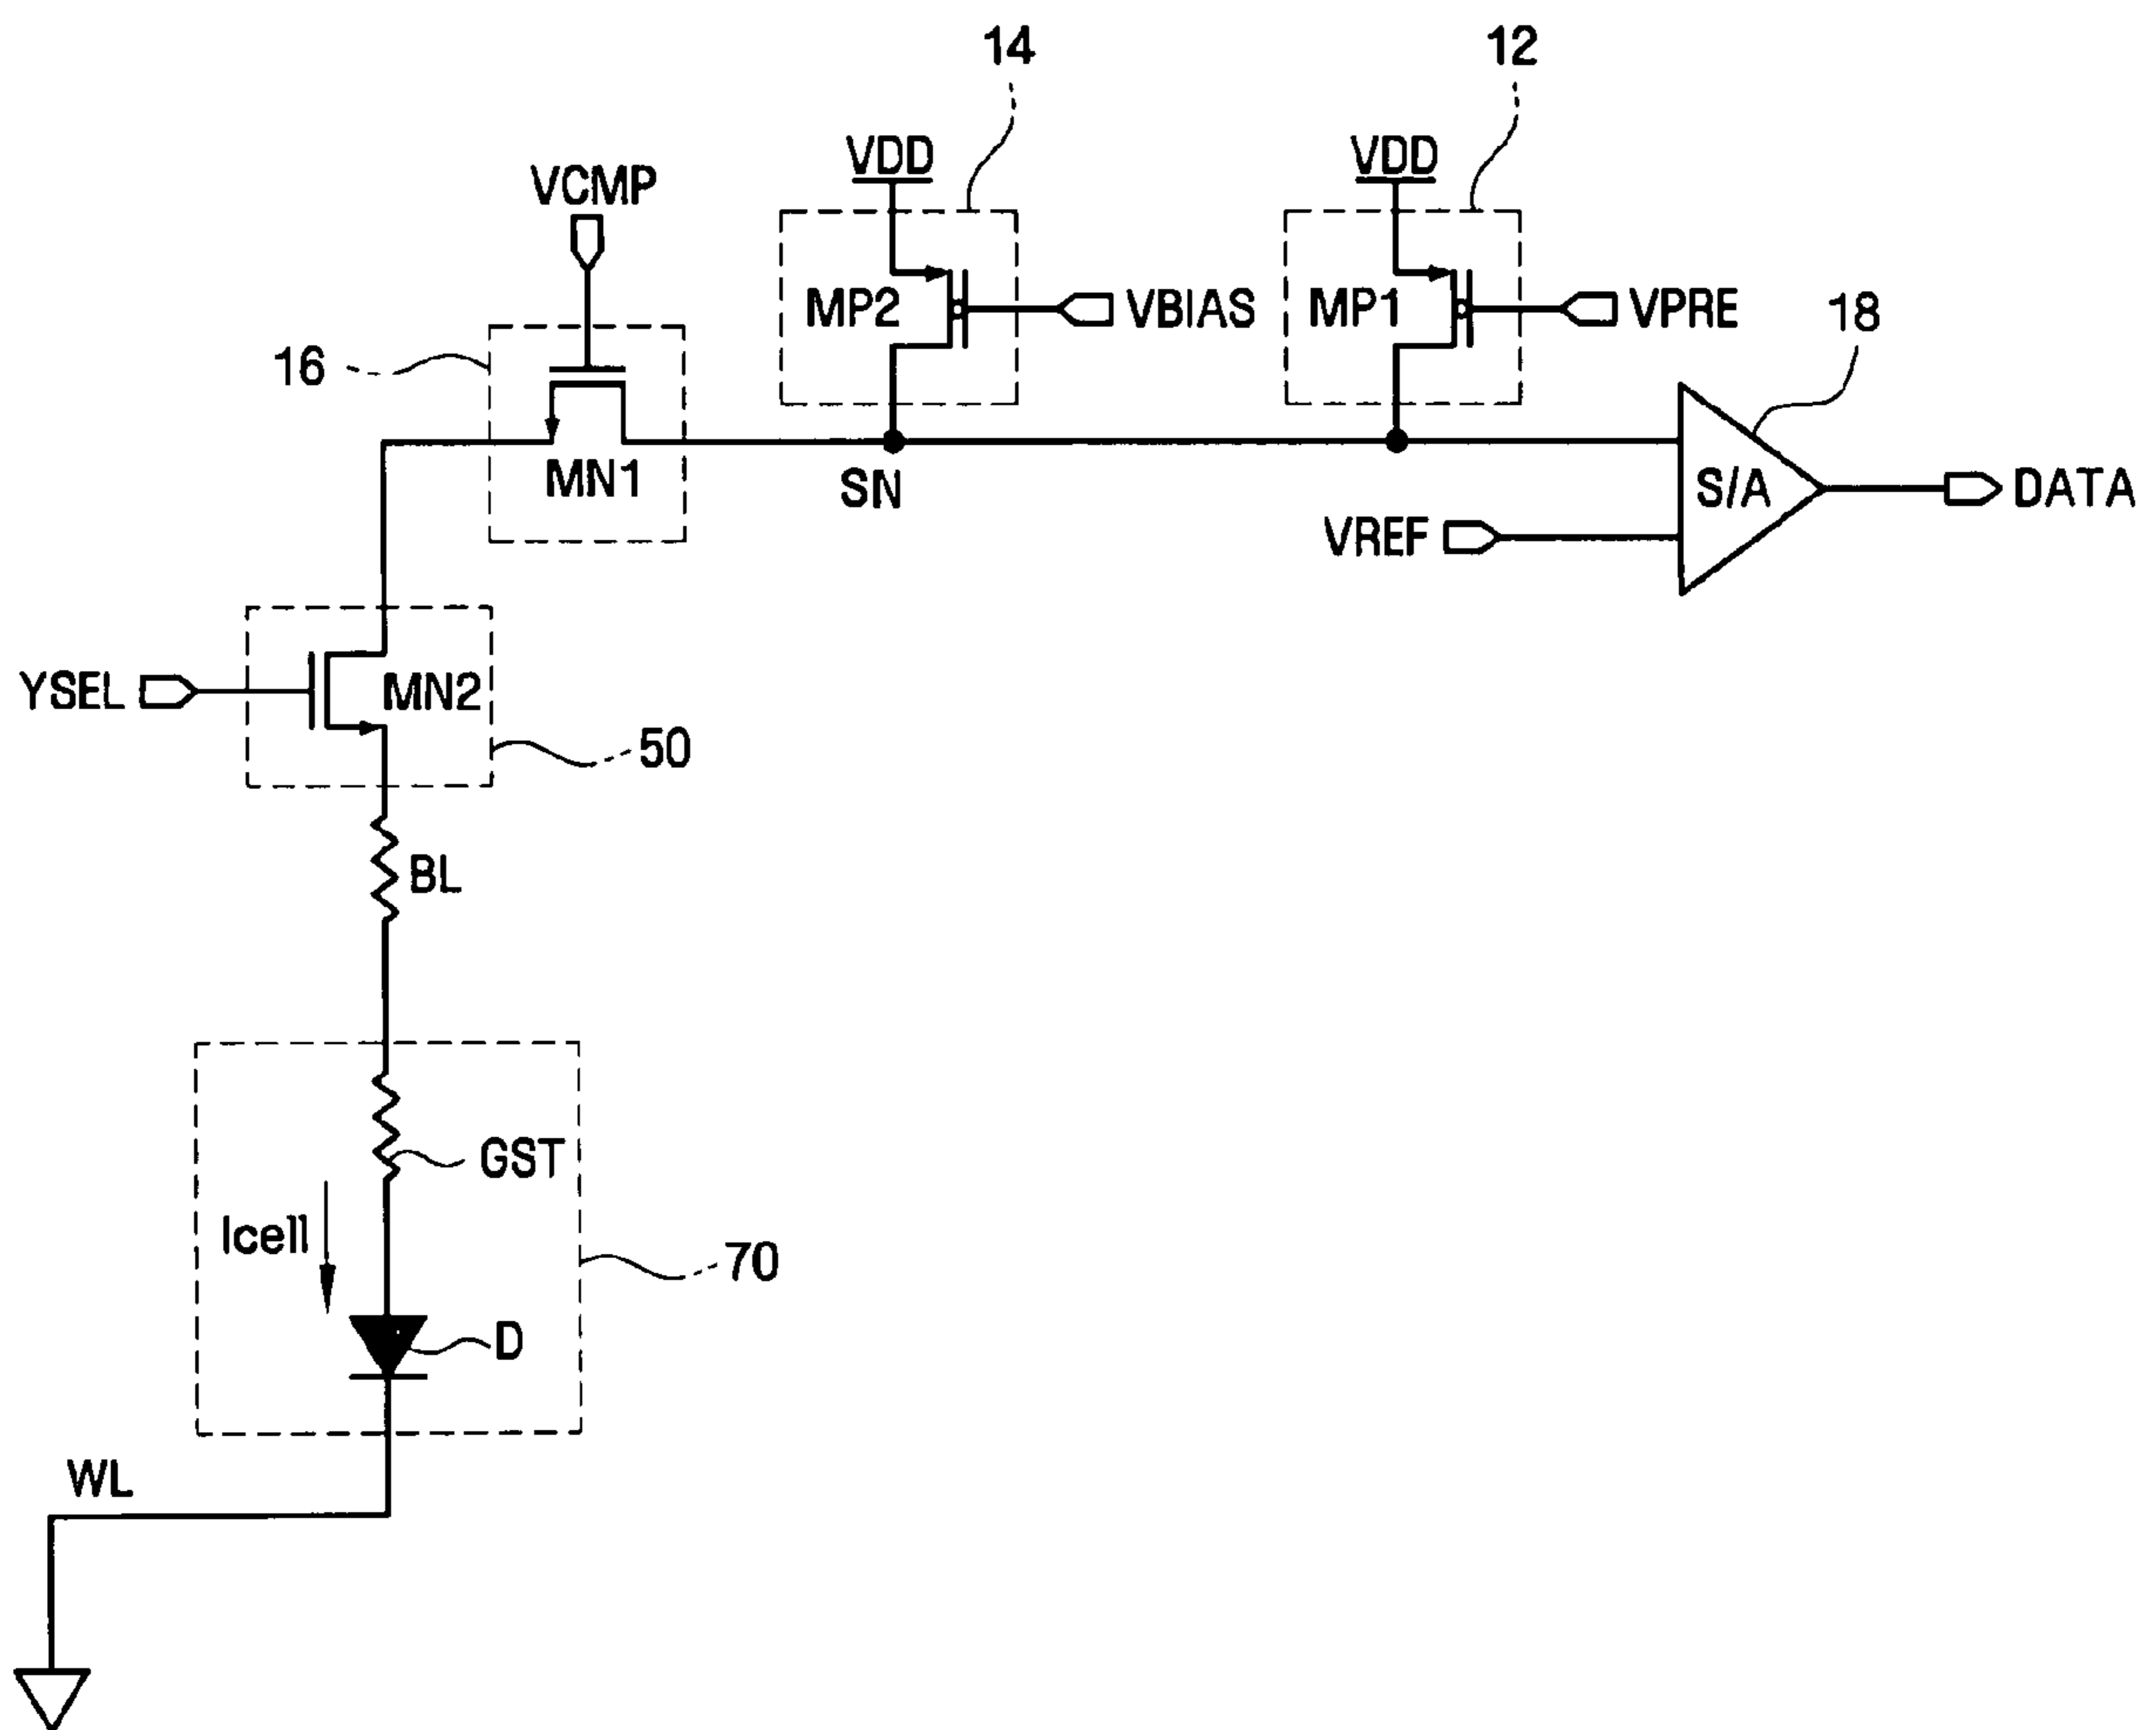 14
12
VDD
VDD
VCMP
MP2
VBIAS
MP1
VPRE
18
16
MN1
SN
S/A
DATA
VREF
YSEL
MN2
50
BL
GST
Icell
70
D
WL